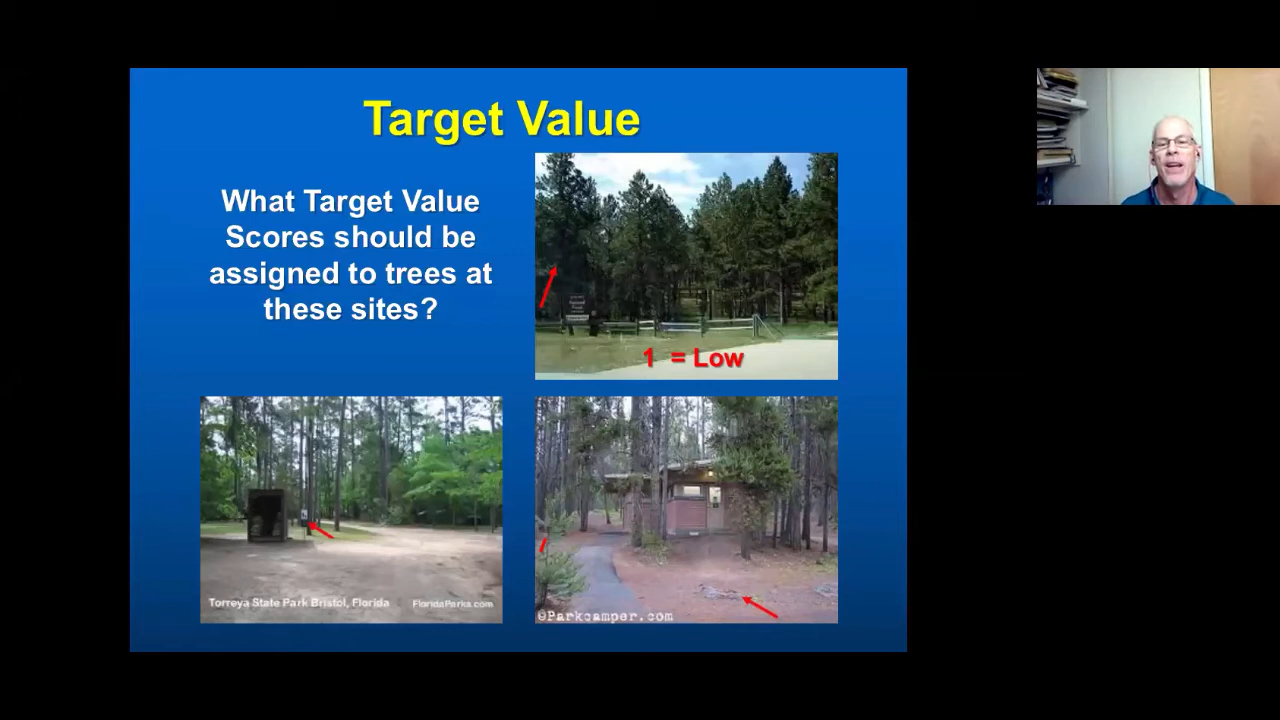 Target Value
What Target Value
Scores should be
assigned to trees at
these sites?
1 = Low
Torreya State Park Bristol, Florida FloridaParks.com
©Parkcamper.com